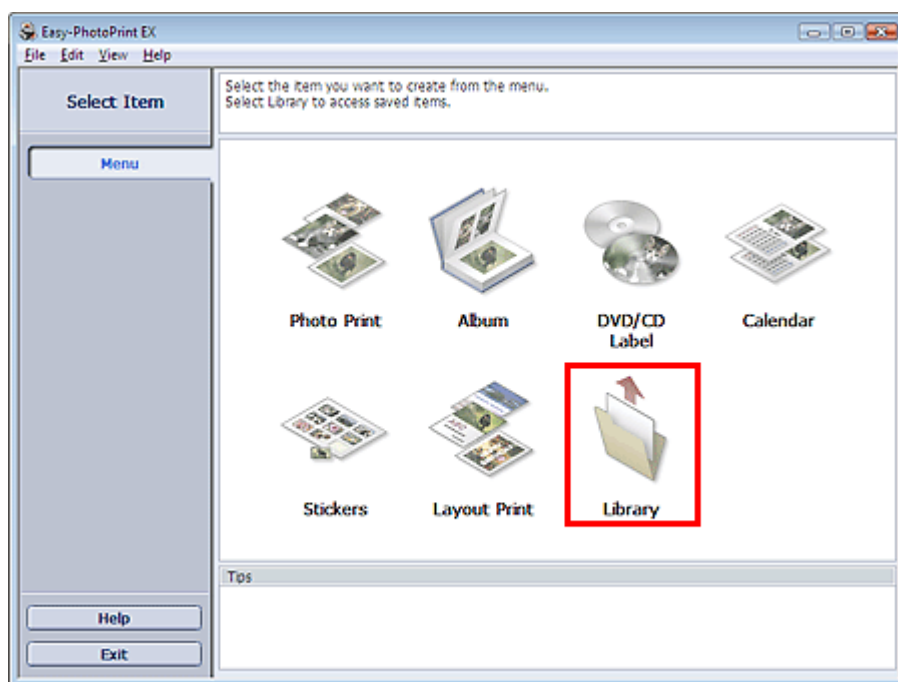 Easy-PhotoPrint EX
File Edit View Help
Select Item
Select the item you want to create from the menu.
Select Library to access saved items.
Menu
Photo Print
Album
DVD/CD
Label
Calendar
Stickers
Layout Print
Library
Tips
Help
Exit